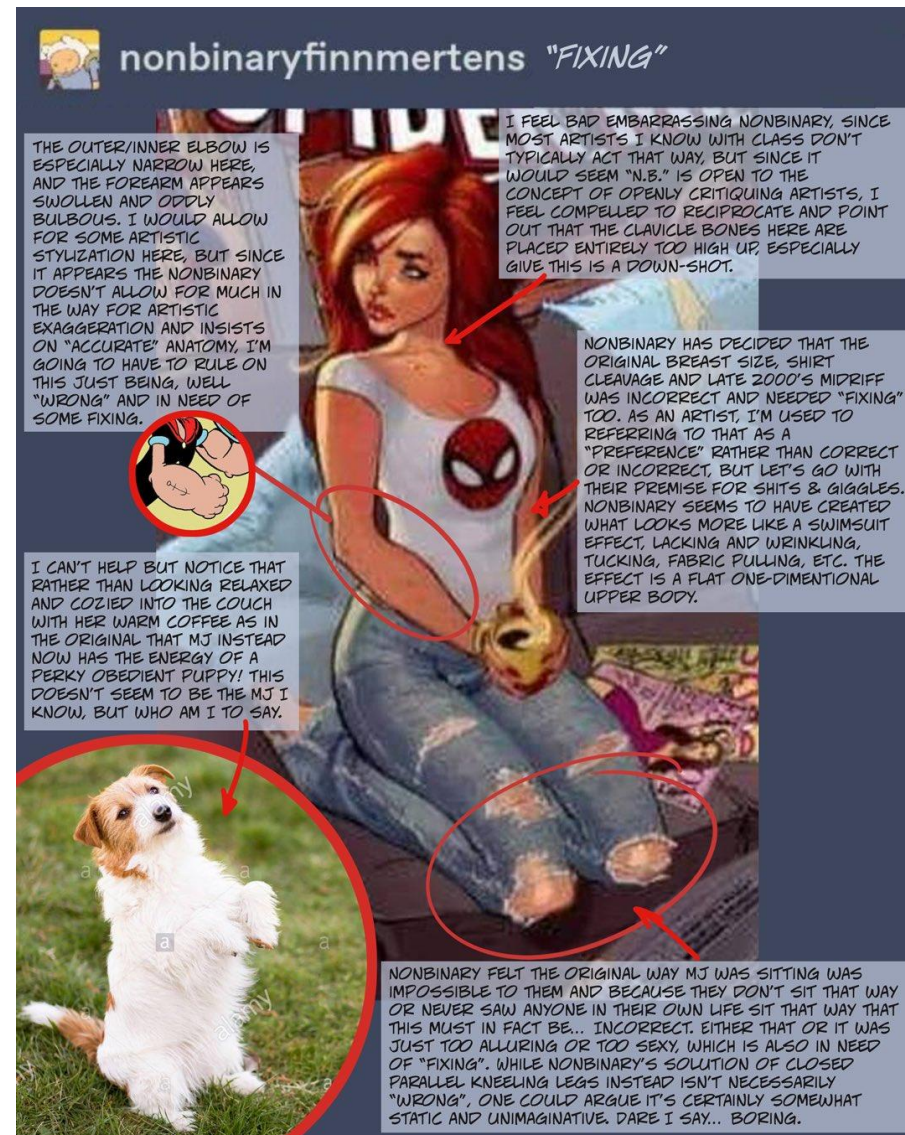 nonbinaryfinnmertens "FIXING"
THE OUTER/INNER ELBOW IS
ESPECIALLY NARROW HERE,
AND THE FOREARM APPEARS
SWOLLEN AND ODDLY
BULBOUS. I WOULD ALLOW
FOR SOME ARTISTIC
STYLIZATION HERE, BUT SINCE
IT APPEARS THE NONBINARY
DOESN'T ALLOW FOR MUCH IN
THE WAY FOR ARTISTIC
EXAGGERATION AND INSISTS
ON "ACCURATE" ANATOMY, I'M
GOING TO HAVE TO RULE ON
THIS JUST BEING, WELL
"WRONG" AND IN NEED OF
SOME FIXING.
I FEEL BAD EMBARRASSING NONBINARY, SINCE
MOST ARTISTS I KNOW WITH CLASS DON'T
TYPICALLY ACT THAT WAY, BUT SINCE IT
WOULD SEEM "N.B." IS OPEN TO THE
CONCEPT OF OPENLY CRITIQUING ARTISTS, I
FEEL COMPELLED TO RECIPROCATE AND POINT
OUT THAT THE CLAVICLE BONES HERE ARE
PLACED ENTIRELY TOO HIGH UP, ESPECIALLY
GIVE THIS IS A DOWN-SHOT.
NONBINARY HAS DECIDED THAT THE
ORIGINAL BREAST SIZE, SHIRT
CLEAVAGE AND LATE 2000'S MIDRIFF
WAS INCORRECT AND NEEDED "FIXING"
TOO. AS AN ARTIST, I'M USED TO
REFERRING TO THAT AS A
"PREFERENCE" RATHER THAN CORRECT
OR INCORRECT, BUT LET'S GO WITH
THEIR PREMISE FOR SHITS & GIGGLES.
NONBINARY SEEMS TO HAVE CREATED
WHAT LOOKS MORE LIKE A SWIMSUIT
EFFECT, LACKING AND WRINKLING,
TUCKING, FABRIC PULLING, ETC. THE
EFFECT IS A FLAT ONE-DIMENTIONAL
UPPER BODY.
I CAN'T HELP BUT NOTICE THAT
RATHER THAN LOOKING RELAXED
AND COZIED INTO THE COUCH
WITH HER WARM COFFEE AS IN
THE ORIGINAL THAT MJ INSTEAD
NOW HAS THE ENERGY OF A
PERKY OBEDIENT PUPPY! THIS
DOESN'T SEEM TO BE THE MJ I
KNOW, BUT WHO AM I TO SAY.
NONBINARY FELT THE ORIGINAL WAY MJ WAS SITTING WAS
IMPOSSIBLE TO THEM AND BECAUSE THEY DON'T SIT THAT WAY
OR NEVER SAW ANYONE IN THEIR OWN LIFE SIT THAT WAY THAT
THIS MUST IN FACT BE... INCORRECT. EITHER THAT OR IT WAS
JUST TOO ALLURING OR TOO SEXY, WHICH IS ALSO IN NEED
OF "FIXING". WHILE NONBINARY'S SOLUTION OF CLOSED
PARALLEL KNEELING LEGS INSTEAD ISN'T NECESSARILY
"WRONG", ONE COULD ARGUE IT'S CERTAINLY SOMEWHAT
STATIC AND UNIMAGINATIVE. DARE I SAY... BORING.